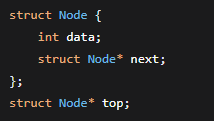 struct Node {
    int data;
    struct Node* next;
};
struct Node* top;